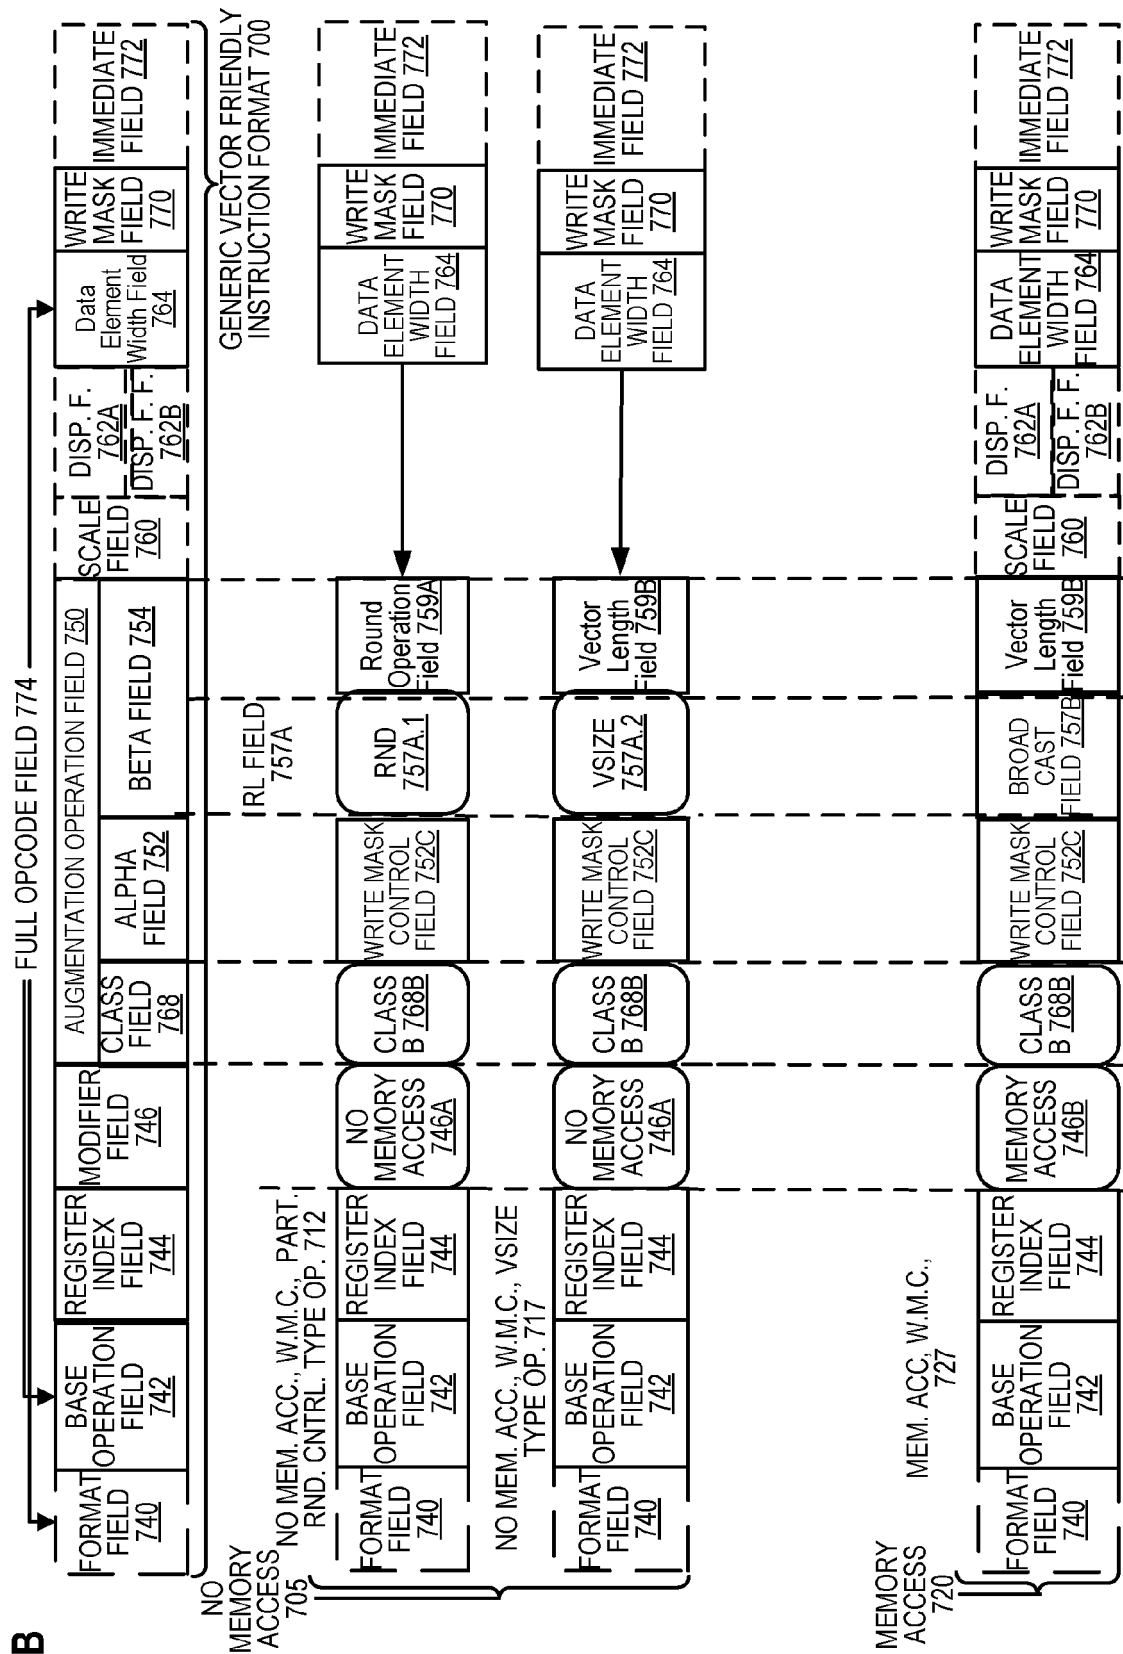 B
FULL OPCODE FIELD 774
FORMAT
FIELD
740
BASE
OPERATION
FIELD
742
REGISTER
INDEX
FIELD
744
MODIFIER
FIELD
746
AUGMENTATION OPERATION FIELD 750
CLASS
FIELD
768
ALPHA
FIELD 752
BETA FIELD 754
SCALE
FIELD
760
DISP. F.
762A
DISP. F. F.
762B
Data
Element
Width Field
764
WRITE
MASK
FIELD
770
IMMEDIATE
FIELD 772
GENERIC VECTOR FRIENDLY
INSTRUCTION FORMAT 700
NO
MEMORY
ACCESS
705
NO MEM. ACC., W.M.C., PART.
RND. CNTRL. TYPE OP. 712
RL FIELD
757A
FORMAT
FIELD
740
BASE
OPERATION
FIELD
742
REGISTER
INDEX
FIELD
744
NO
MEMORY
ACCESS
746A
CLASS
B 768B
WRITE MASK
CONTROL
FIELD 752C
RND
757A.1
Round
Operation
Field 759A
DATA
ELEMENT
WIDTH
FIELD 764
WRITE
MASK
FIELD
770
IMMEDIATE
FIELD 772
NO MEM. ACC., W.M.C., VSIZE
TYPE OP. 717
FORMAT
FIELD
740
BASE
OPERATION
FIELD
742
REGISTER
INDEX
FIELD
744
NO
MEMORY
ACCESS
746A
CLASS
B 768B
WRITE MASK
CONTROL
FIELD 752C
VSIZE
757A.2
Vector
Length
Field 759B
DATA
ELEMENT
WIDTH
FIELD 764
WRITE
MASK
FIELD
770
IMMEDIATE
FIELD 772
MEMORY
ACCESS
720
MEM. ACC, W.M.C.,
727
FORMAT
FIELD
740
BASE
OPERATION
FIELD
742
REGISTER
INDEX
FIELD
744
MEMORY
ACCESS
746B
CLASS
B 768B
WRITE MASK
CONTROL
FIELD 752C
BROAD
CAST
FIELD 757B
Vector
Length
Field 759B
SCALE
FIELD
760
DISP. F.
762A
DISP. F. F.
762B
DATA
ELEMENT
WIDTH
FIELD 764
WRITE
MASK
FIELD
770
IMMEDIATE
FIELD 772